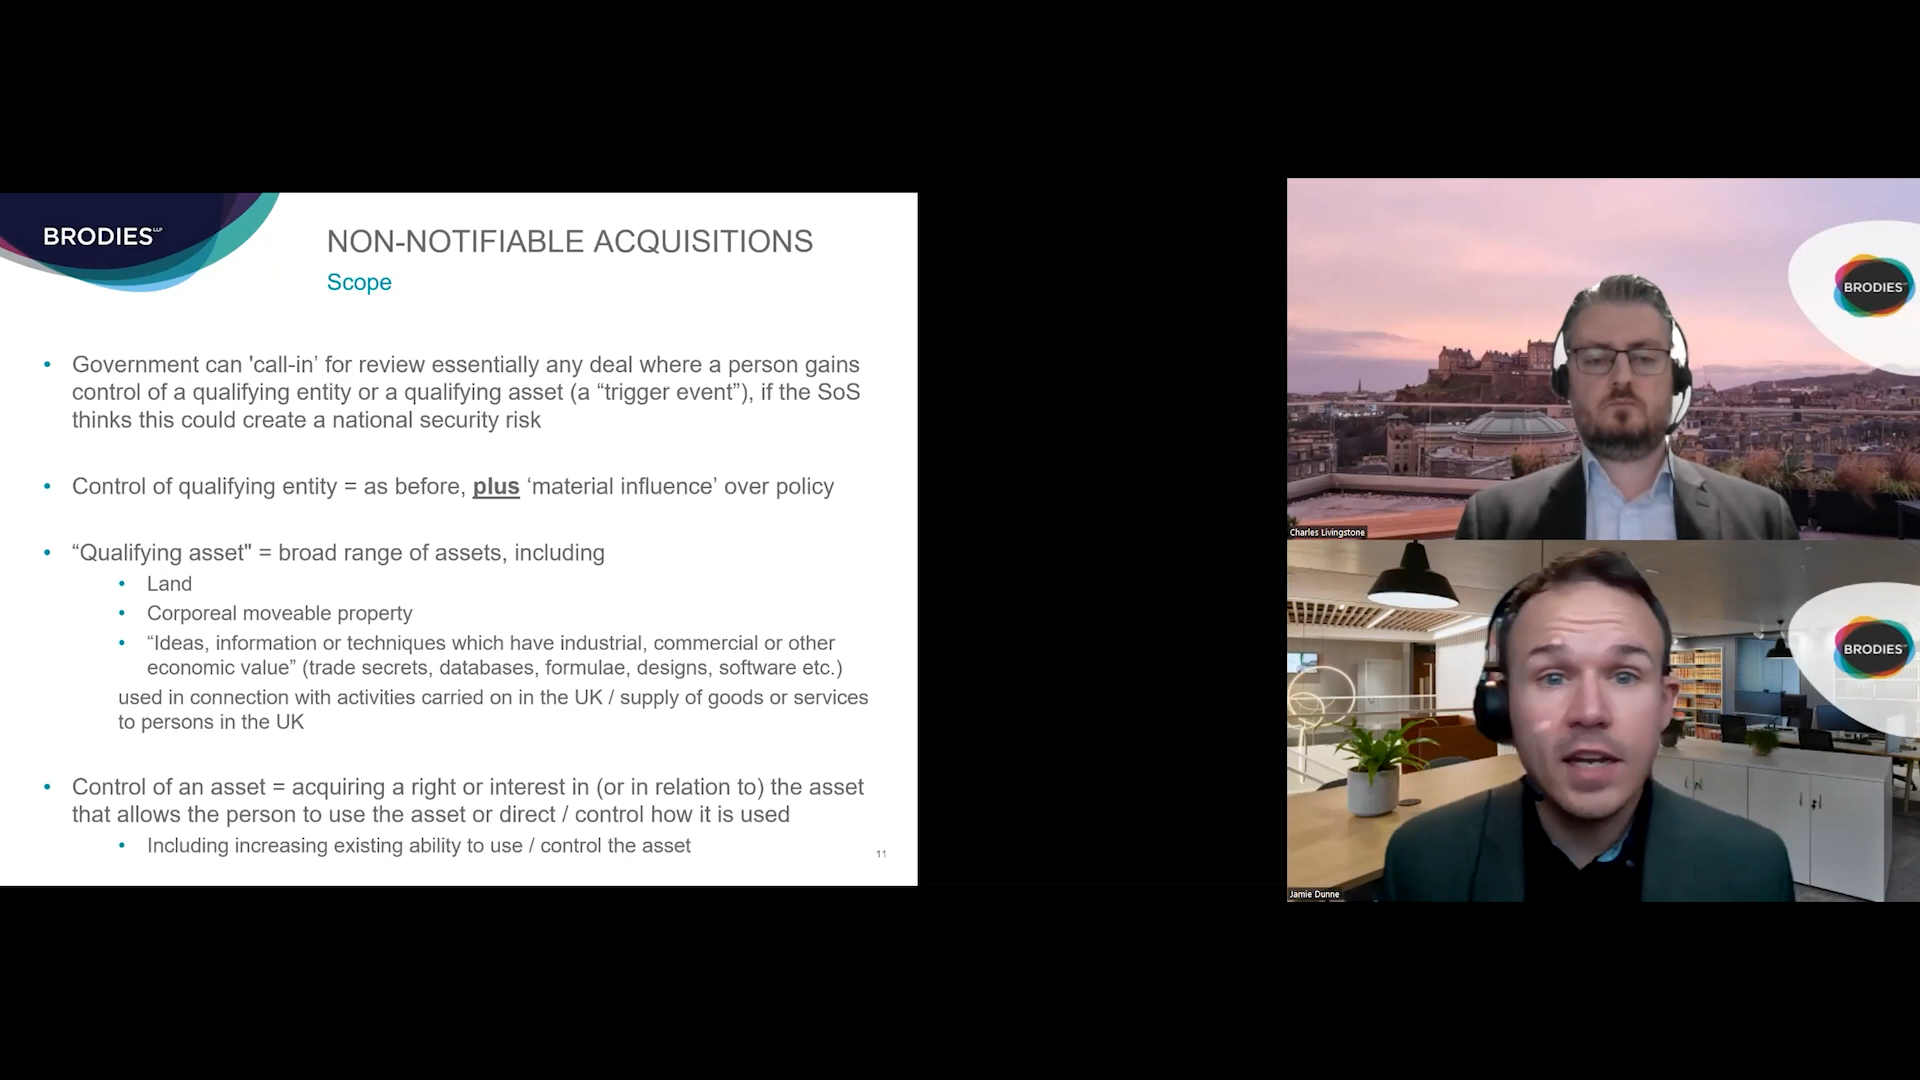 BRODIES LLP
NON-NOTIFIABLE ACQUISITIONS
Scope
• Government can 'call-in’ for review essentially any deal where a person gains
control of a qualifying entity or a qualifying asset (a “trigger event”), if the SoS
thinks this could create a national security risk
• Control of qualifying entity = as before, plus ‘material influence’ over policy
• “Qualifying asset" = broad range of assets, including
• Land
• Corporeal moveable property
• “Ideas, information or techniques which have industrial, commercial or other
economic value” (trade secrets, databases, formulae, designs, software etc.)
used in connection with activities carried on in the UK / supply of goods or services
to persons in the UK
• Control of an asset = acquiring a right or interest in (or in relation to) the asset
that allows the person to use the asset or direct / control how it is used
• Including increasing existing ability to use / control the asset
11
BRODIES
Charles Livingstone
BRODIES
Jamie Dunne